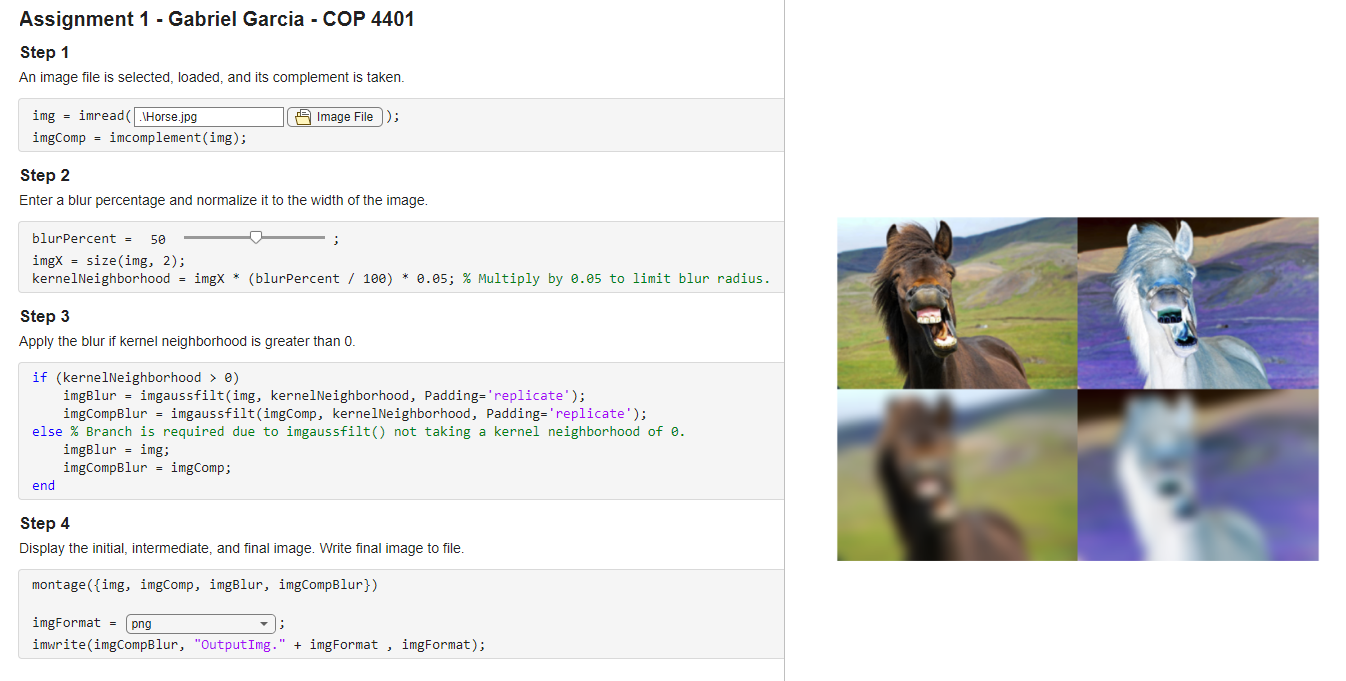 Assignment 1 - Gabriel Garcia - COP 4401
Step 1
An image file is selected, loaded, and its complement is taken.
img = imread( .\Horse.jpg Image File );
imgComp = imcomplement(img);
Step 2
Enter a blur percentage and normalize it to the width of the image.
blurPercent = 50 ;
imgX = size(img, 2);
kernelNeighborhood = imgX * (blurPercent / 100) * 0.05; % Multiply by 0.05 to limit blur radius.
Step 3
Apply the blur if kernel neighborhood is greater than 0.
if (kernelNeighborhood > 0)
imgBlur = imgaussfilt(img, kernelNeighborhood, Padding='replicate');
imgCompBlur = imgaussfilt(imgComp, kernelNeighborhood, Padding='replicate');
else % Branch is required due to imgaussfilt() not taking a kernel neighborhood of 0.
imgBlur = img;
imgCompBlur = imgComp;
end
Step 4
Display the initial, intermediate, and final image. Write final image to file.
montage({img, imgComp, imgBlur, imgCompBlur})
imgFormat = png ;
imwrite(imgCompBlur, "OutputImg." + imgFormat , imgFormat);